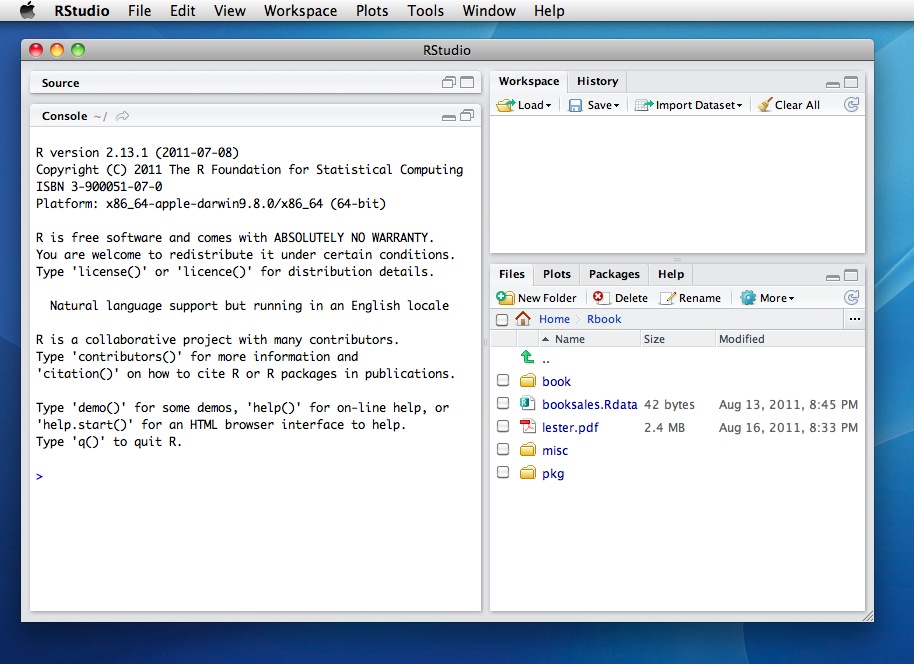 RStudio File Edit View Workspace Plots Tools Window Help
RStudio
Source
Console ~/
R version 2.13.1 (2011-07-08)
Copyright (C) 2011 The R Foundation for Statistical Computing
ISBN 3-900051-07-0
Platform: x86_64-apple-darwin9.8.0/x86_64 (64-bit)
R is free software and comes with ABSOLUTELY NO WARRANTY.
You are welcome to redistribute it under certain conditions.
Type 'license()' or 'licence()' for distribution details.
Natural language support but running in an English locale
R is a collaborative project with many contributors.
Type 'contributors()' for more information and
'citation()' on how to cite R or R packages in publications.
Type 'demo()' for some demos, 'help()' for on-line help, or
'help.start()' for an HTML browser interface to help.
Type 'q()' to quit R.
>
Workspace History
Load Save Import Dataset Clear All
Files Plots Packages Help
New Folder Delete Rename More
Home Rbook ...
Name Size Modified
..
book
booksales.Rdata 42 bytes Aug 13, 2011, 8:45 PM
lester.pdf 2.4 MB Aug 16, 2011, 8:33 PM
misc
pkg